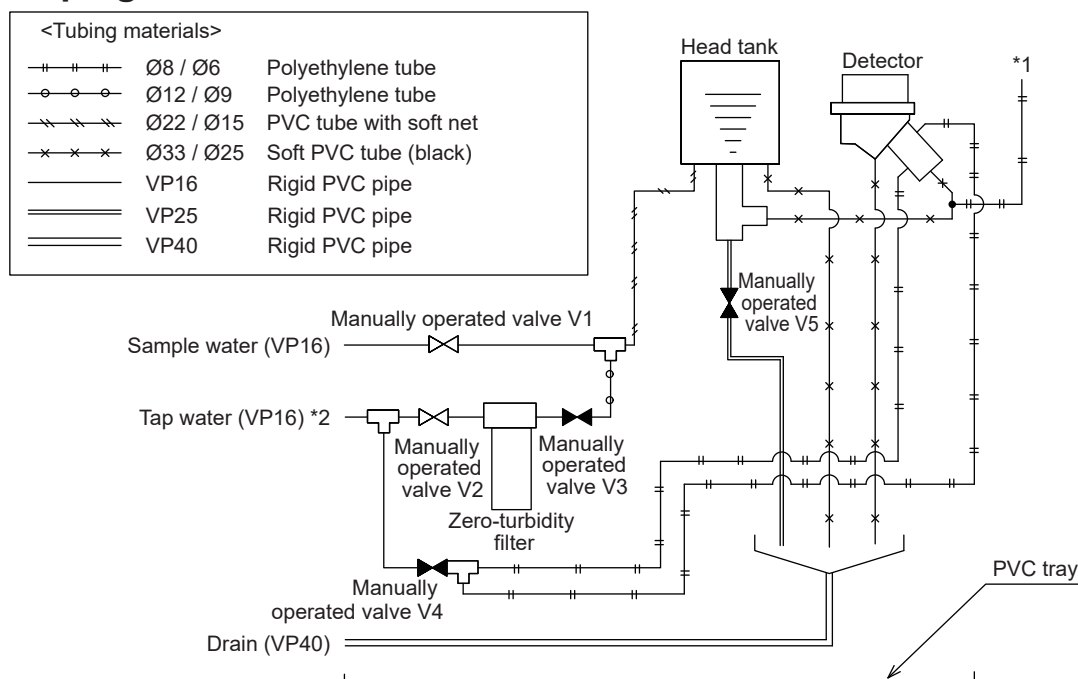 <Tubing materials>
Ø8 / Ø6 Polyethylene tube
Ø12 / Ø9 Polyethylene tube
Ø22 / Ø15 PVC tube with soft net
Ø33 / Ø25 Soft PVC tube (black)
VP16 Rigid PVC pipe
VP25 Rigid PVC pipe
VP40 Rigid PVC pipe
Head tank
Detector
*1
Manually
operated
valve V5
Manually operated valve V1
Sample water (VP16)
Tap water (VP16) *2
Manually
operated
valve V2
Manually
operated
valve V3
Zero-turbidity
filter
Manually
operated valve V4
PVC tray
Drain (VP40)